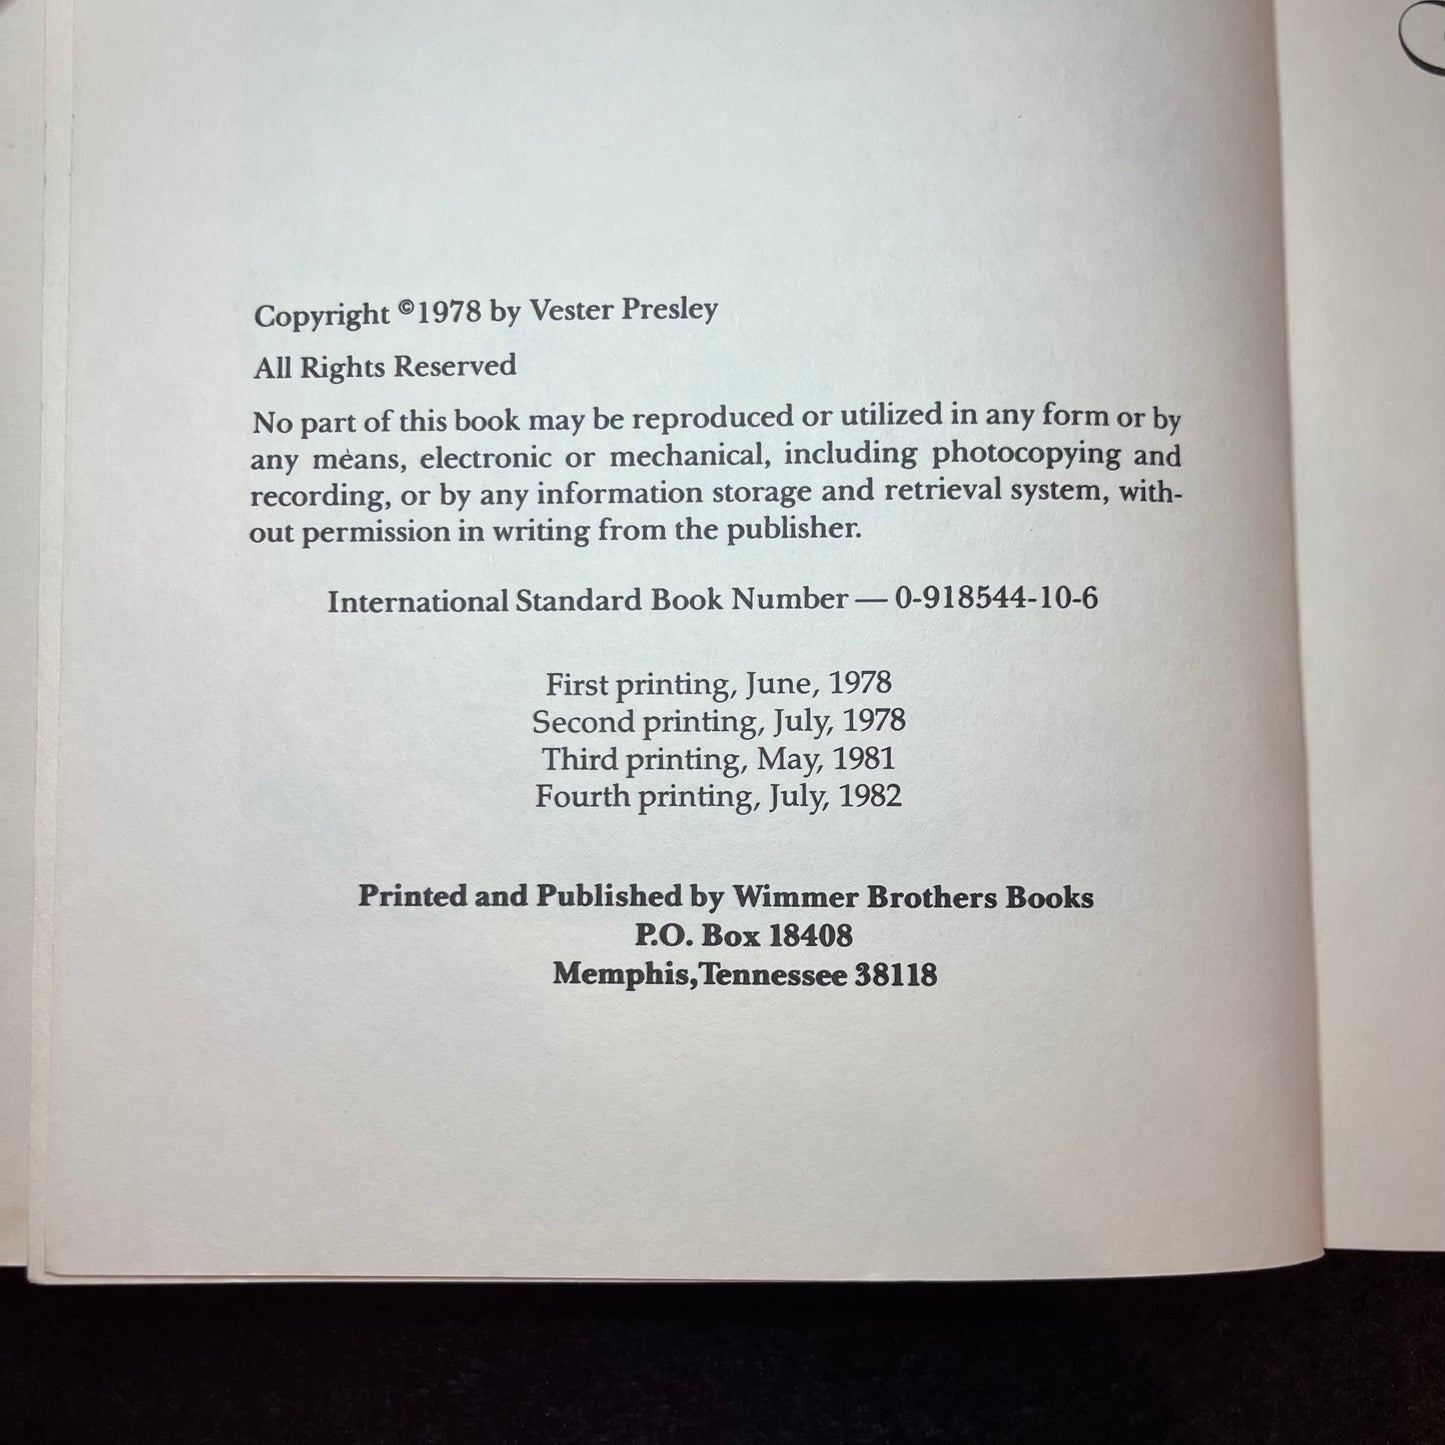 Copyright ©1978 by Vester Presley
All Rights Reserved
No part of this book may be reproduced or utilized in any form or by
any means, electronic or mechanical, including photocopying and
recording, or by any information storage and retrieval system, with-
out permission in writing from the publisher.
International Standard Book Number — 0-918544-10-6
First printing, June, 1978
Second printing, July, 1978
Third printing, May, 1981
Fourth printing, July, 1982
Printed and Published by Wimmer Brothers Books
P.O. Box 18408
Memphis, Tennessee 38118